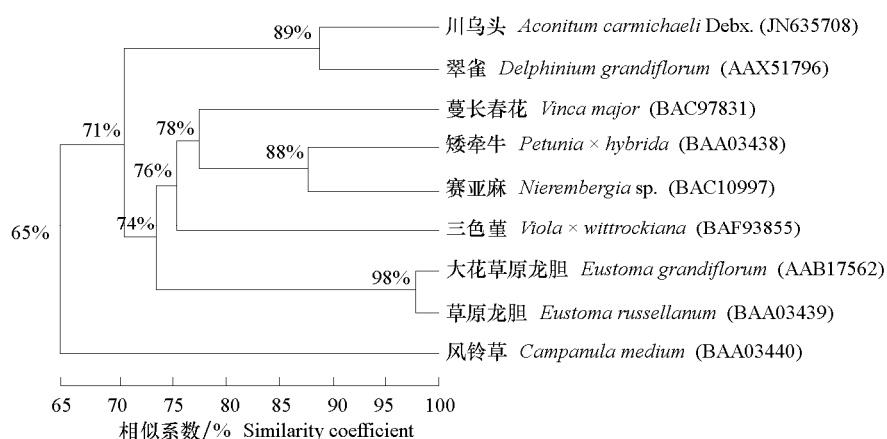 89%
川乌头 Aconitum carmichaeli Debx. (JN635708)
翠雀 Delphinium grandiflorum (AAX51796)
71%
78%
蔓长春花 Vinca major (BAC97831)
88%
矮牵牛 Petunia × hybrida (BAA03438)
76%
赛亚麻 Nierembergia sp. (BAC10997)
65%
74%
三色堇 Viola × wittrockiana (BAF93855)
98%
大花草原龙胆 Eustoma grandiflorum (AAB17562)
草原龙胆 Eustoma russellanum (BAA03439)
风铃草 Campanula medium (BAA03440)
65 70 75 80 85 90 95 100
相似系数/% Similarity coefficient